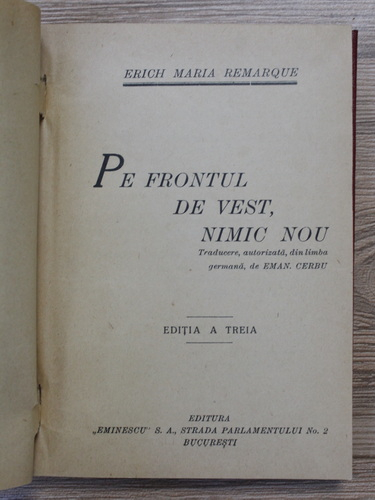 ERICH MARIA REMARQUE
PE FRONTUL
DE VEST,
NIMIC NOU
Traducere, autorizată, din limba
germană, de EMAN. CERBU
EDIȚIA A TREIA
EDITURA
„EMINESCU" S. A., STRADA PARLAMENTULUI No. 2
BUCUREȘTI